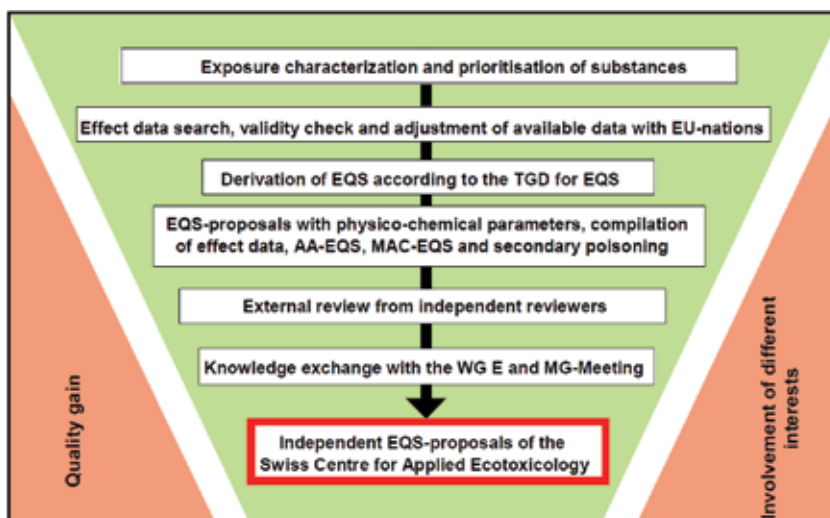 Exposure characterization and prioritisation of substances
Effect data search, validity check and adjustment of available data with EU-nations
Derivation of EQS according to the TGD for EQS
EQS-proposals with physico-chemical parameters, compilation
of effect data, AA-EQS, MAC-EQS and secondary poisoning
External review from independent reviewers
Knowledge exchange with the WG E and MG-Meeting
Independent EQS-proposals of the
Swiss Centre for Applied Ecotoxicology
Quality gain
Involvement of different
interests